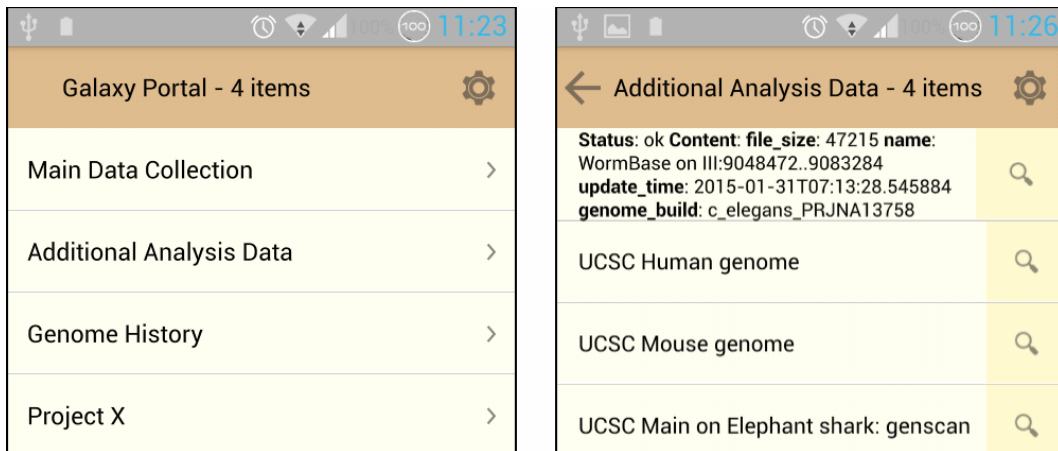 100% 100 11:23
Galaxy Portal - 4 items
Main Data Collection
Additional Analysis Data
Genome History
Project X
100% 100 11:26
Additional Analysis Data - 4 items
Status: ok Content: file_size: 47215 name:
WormBase on III:9048472..9083284
update_time: 2015-01-31T07:13:28.545884
genome_build: c_elegans_PRJNA13758
UCSC Human genome
UCSC Mouse genome
UCSC Main on Elephant shark: genscan